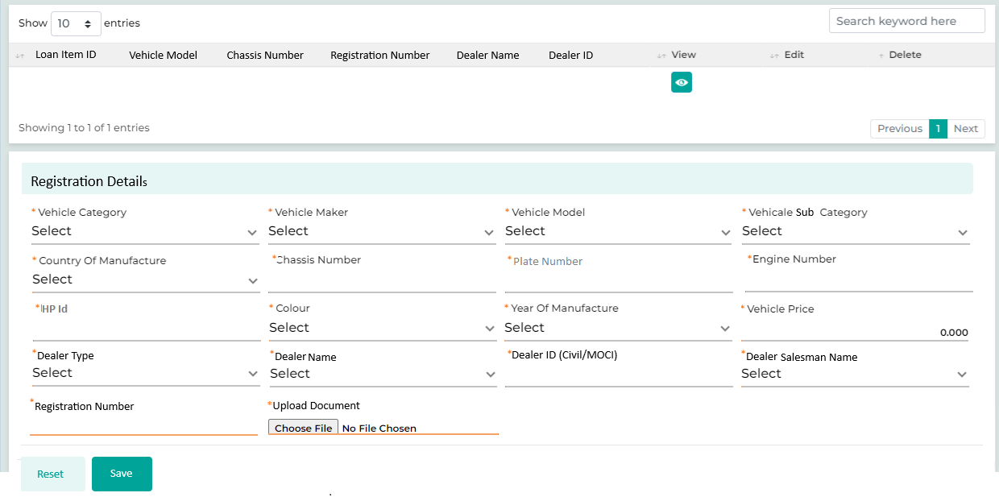 Show 10 entries Search keyword here
Loan Item ID Vehicle Model Chassis Number Registration Number Dealer Name Dealer ID View Edit Delete
Showing 1 to 1 of 1 entries Previous 1 Next
Registration Details
* Vehicle Category * Vehicle Maker * Vehicle Model * Vehicale Sub Category
Select Select Select Select
* Country Of Manufacture *Chassis Number *Plate Number *Engine Number
Select
*HP Id * Colour * Year Of Manufacture * Vehicle Price
Select Select 0.000
*Dealer Type *Dealer Name *Dealer ID (Civil/MOCI) *Dealer Salesman Name
Select Select Select
*Registration Number *Upload Document
Choose File No File Chosen
Reset Save